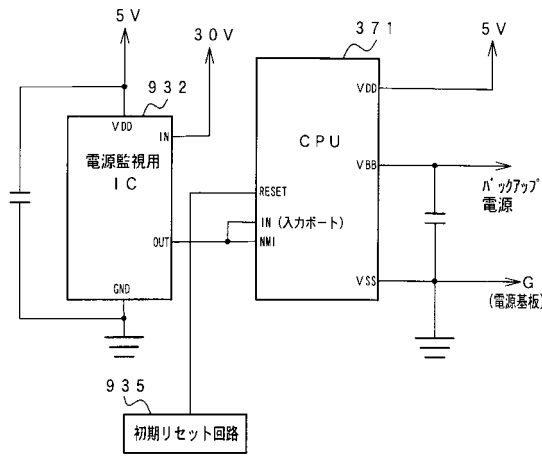 5V
30V
932
VDD
IN
電源監視用
IC
OUT
GND
371
5V
CPU
VDD
VBB
RESET
IN (入力ポート)
NMI
VSS
バックアップ
電源
G
(電源基板)
935
初期リセット回路